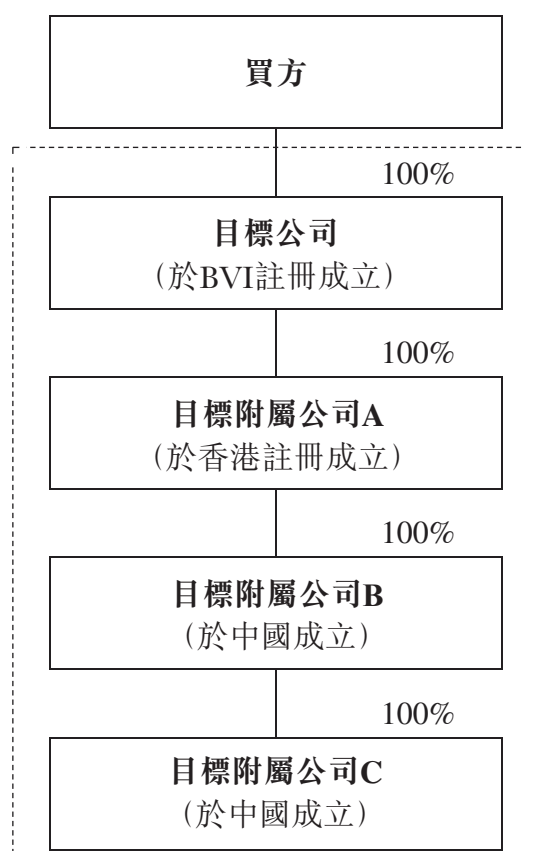 買方
100%
目標公司
（於BVI註冊成立）
100%
目標附屬公司A
（於香港註冊成立）
100%
目標附屬公司B
（於中國成立）
100%
目標附屬公司C
（於中國成立）